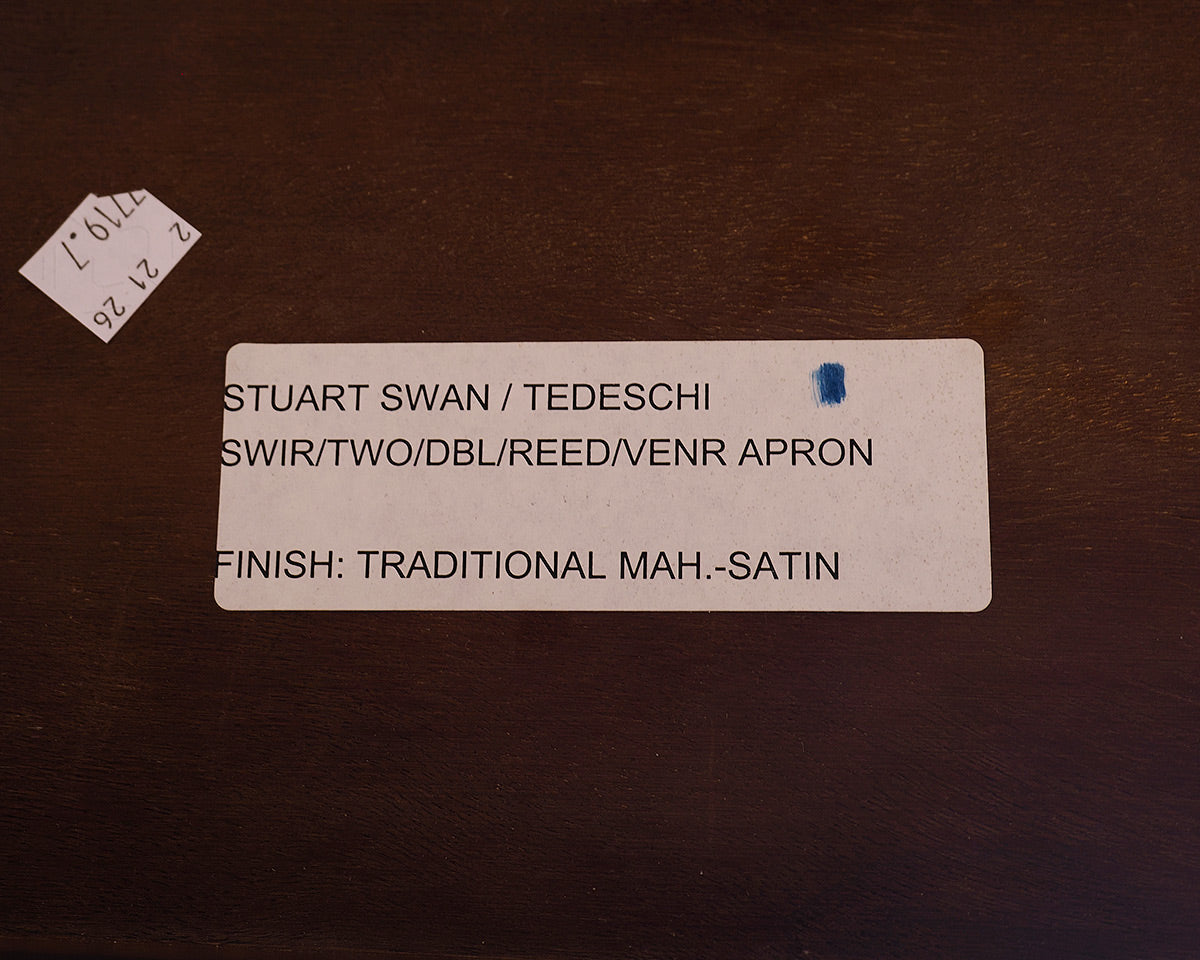 7719.7
2 21 26
STUART SWAN / TEDESCHI
SWIR/TWO/DBL/REED/VENR APRON
FINISH: TRADITIONAL MAH.-SATIN